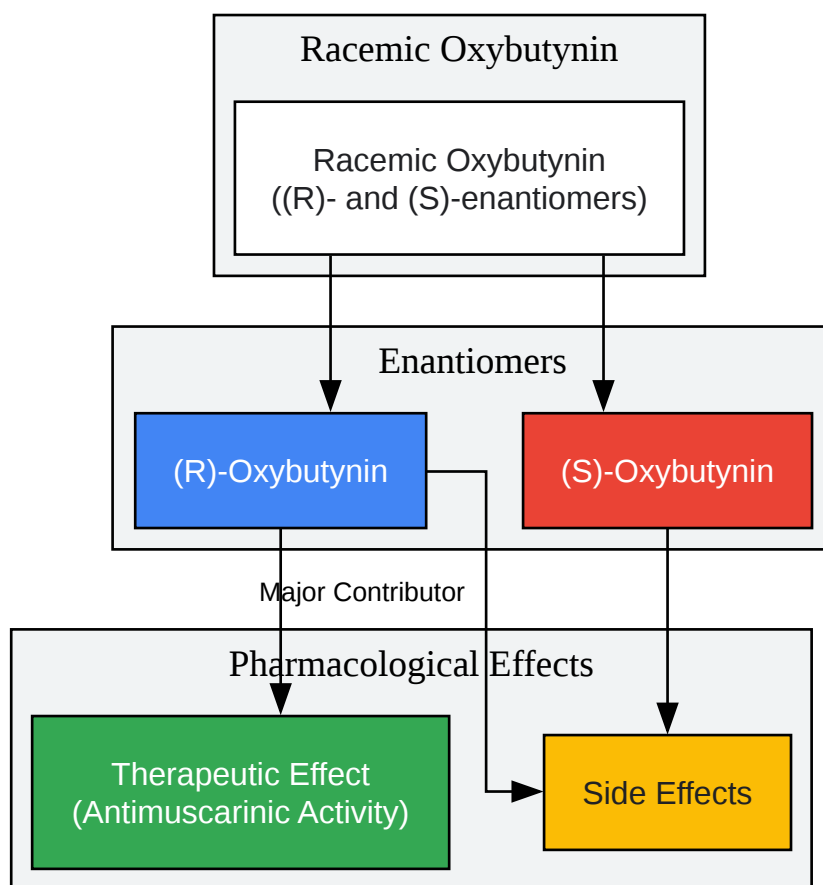 Racemic Oxybutynin
Racemic Oxybutynin
((R)- and (S)-enantiomers)
Enantiomers
(R)-Oxybutynin
(S)-Oxybutynin
Major Contributor
Pharmacological Effects
Therapeutic Effect
(Antimuscarinic Activity)
Side Effects